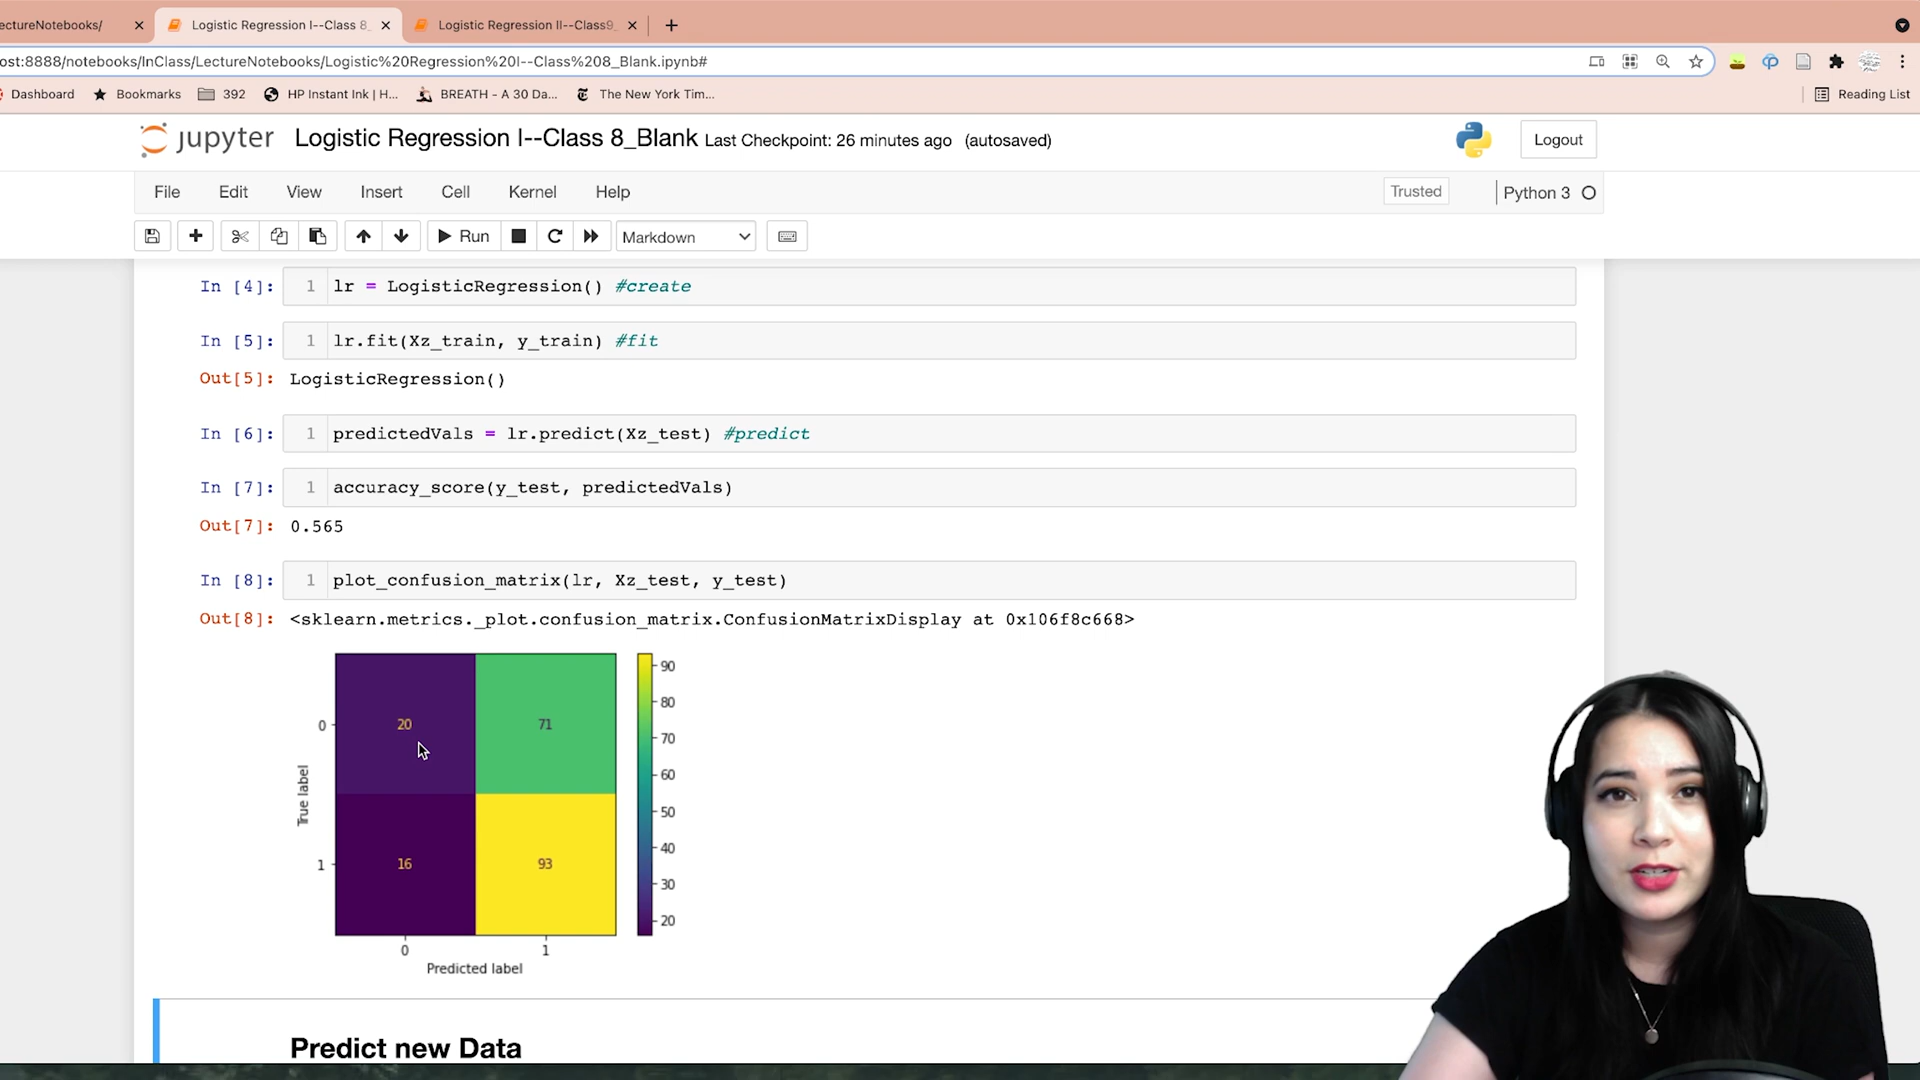 ectureNotebooks/
Logistic Regression I--Class 8_
Logistic Regression II--Class9_
ost:8888/notebooks/InClass/LectureNotebooks/Logistic%20Regression%20I--Class%208_Blank.ipynb#
Dashboard
Bookmarks
392
HP Instant Ink | H...
BREATH - A 30 Da...
The New York Tim...
Reading List
jupyter
Logistic Regression I--Class 8_Blank Last Checkpoint: 26 minutes ago (autosaved)
Logout
File Edit View Insert Cell Kernel Help
Trusted
Python 3
Run
Markdown
In [4]: 1 lr = LogisticRegression() #create
In [5]: 1 lr.fit(Xz_train, y_train) #fit
Out[5]: LogisticRegression()
In [6]: 1 predictedVals = lr.predict(Xz_test) #predict
In [7]: 1 accuracy_score(y_test, predictedVals)
Out[7]: 0.565
In [8]: 1 plot_confusion_matrix(lr, Xz_test, y_test)
Out[8]: <sklearn.metrics._plot.confusion_matrix.ConfusionMatrixDisplay at 0x106f8c668>
True label
0
1
20
71
16
93
0
1
Predicted label
90
80
70
60
50
40
30
20
Predict new Data